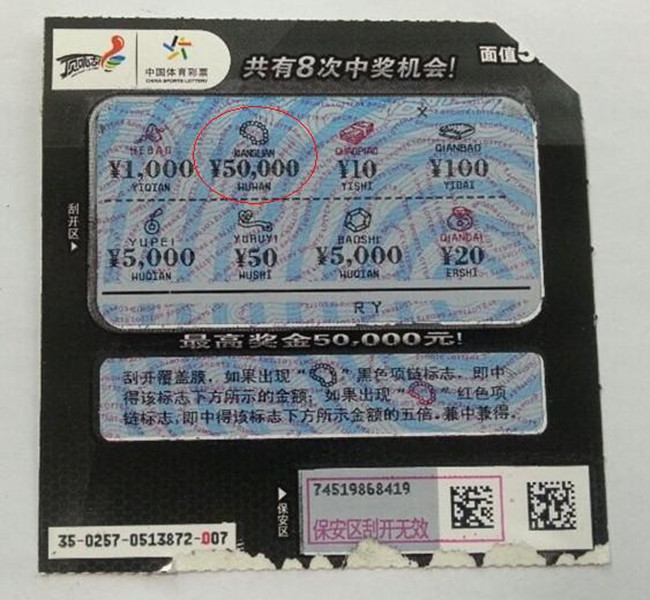 顶呱刮
中国体育彩票
CHINA SPORTS LOTTERY
共有8次中奖机会!
面值5
X
HEBAO XIANGLIAN CHAOPIAO QIANBAO
¥1,000 ¥50,000 ¥10 ¥100
YIQIAN WUWAN YISHI YIBAI
刮开区
YUPEI YURUYI BAOSHI QIANDAI
¥5,000 ¥50 ¥5,000 ¥20
WUQIAN WUSHI WUQIAN ERSHI
RY
最高奖金50,000元!
刮开覆盖膜，如果出现“ ”黑色项链标志，即中
得该标志下方所示的金额；如果出现“ ”红色项
链标志，即中得该标志下方所示金额的五倍。兼中兼得。
保安区
74519868419
保安区刮开无效
35-0257-0513872-007